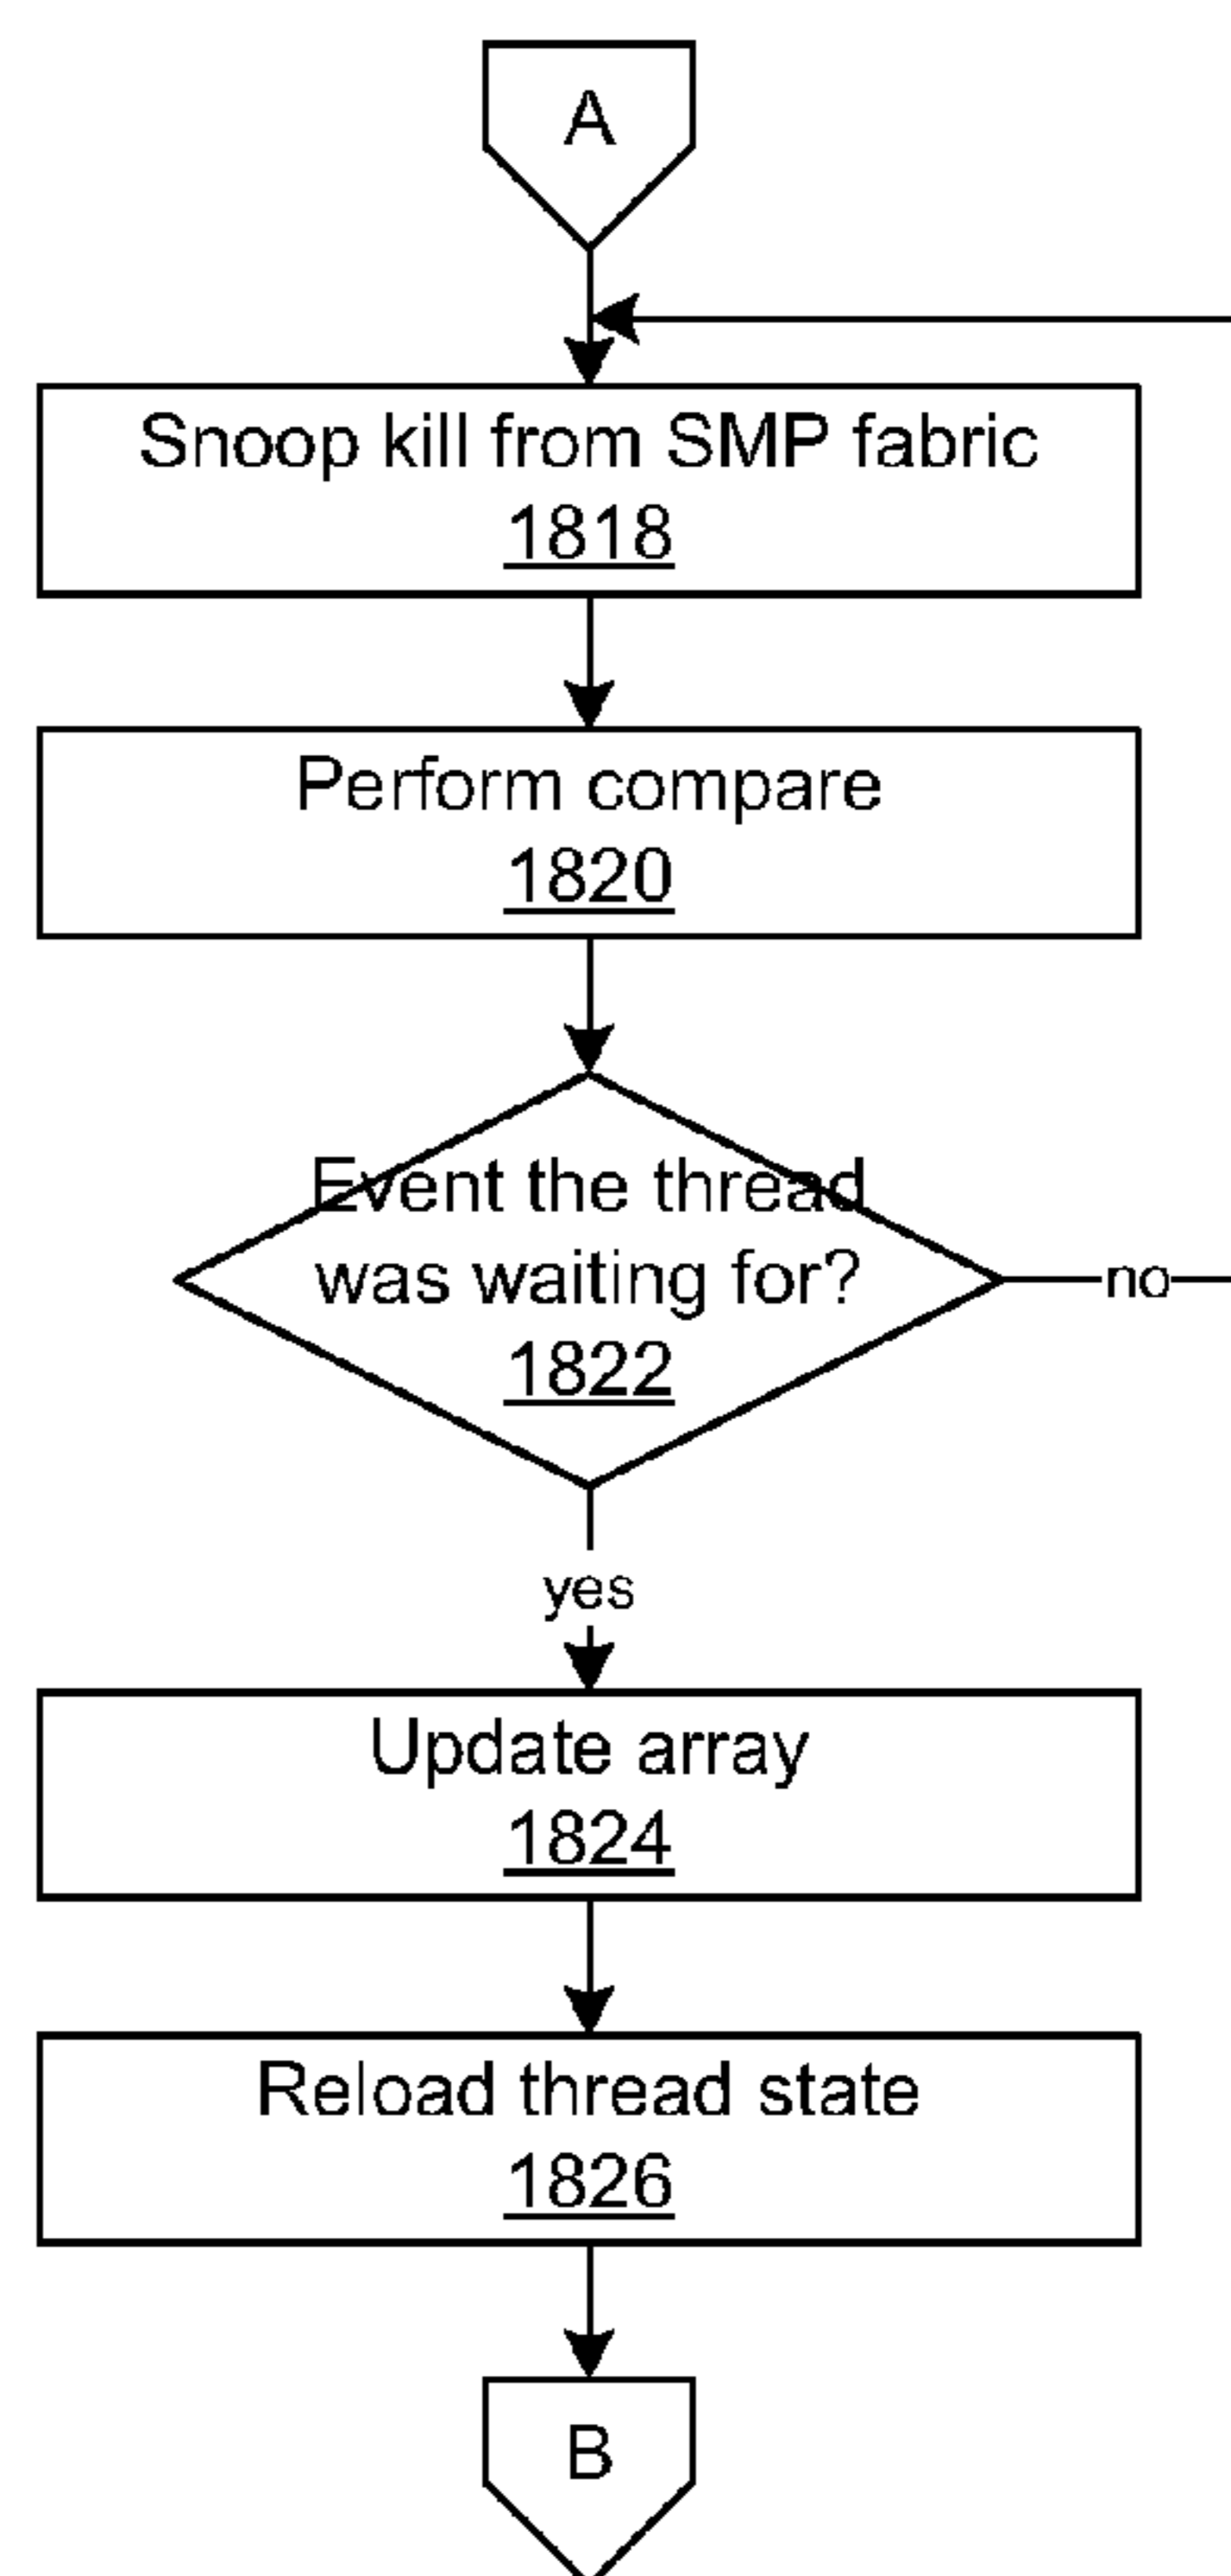 A
Snoop kill from SMP fabric
1818
Perform compare
1820
Event the thread
was waiting for?
1822
no
yes
Update array
1824
Reload thread state
1826
B